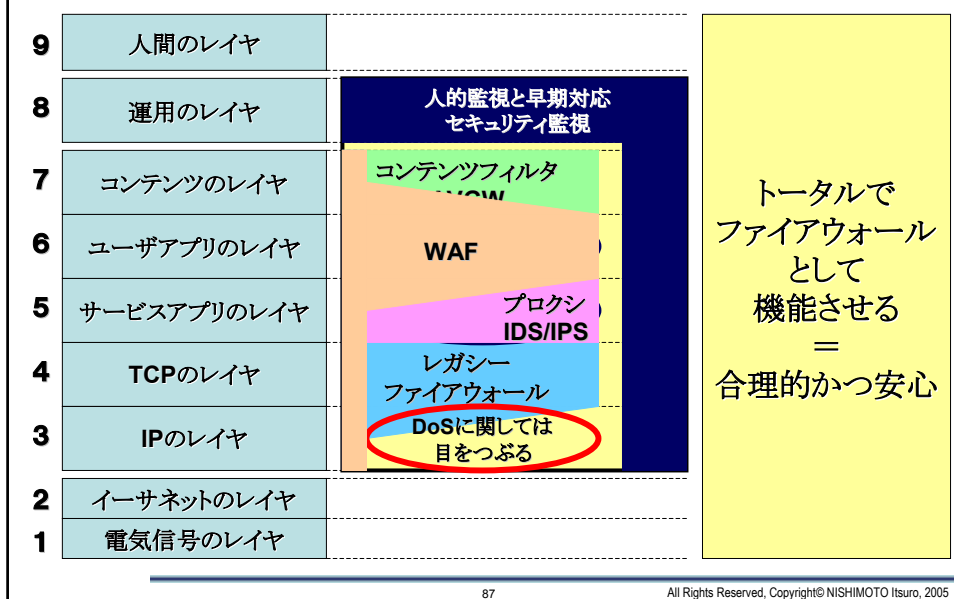 9
人間のレイヤ
8
運用のレイヤ
人的監視と早期対応
セキュリティ監視
7
コンテンツのレイヤ
コンテンツフィルタ
6
ユーザアプリのレイヤ
WAF
5
サービスアプリのレイヤ
プロクシ
IDS/IPS
4
TCPのレイヤ
レガシー
ファイアウォール
3
IPのレイヤ
DoSに関しては
目をつぶる
2
イーサネットのレイヤ
1
電気信号のレイヤ
トータルで
ファイアウォール
として
機能させる
＝
合理的かつ安心
87
All Rights Reserved, Copyright© NISHIMOTO Itsuro, 2005